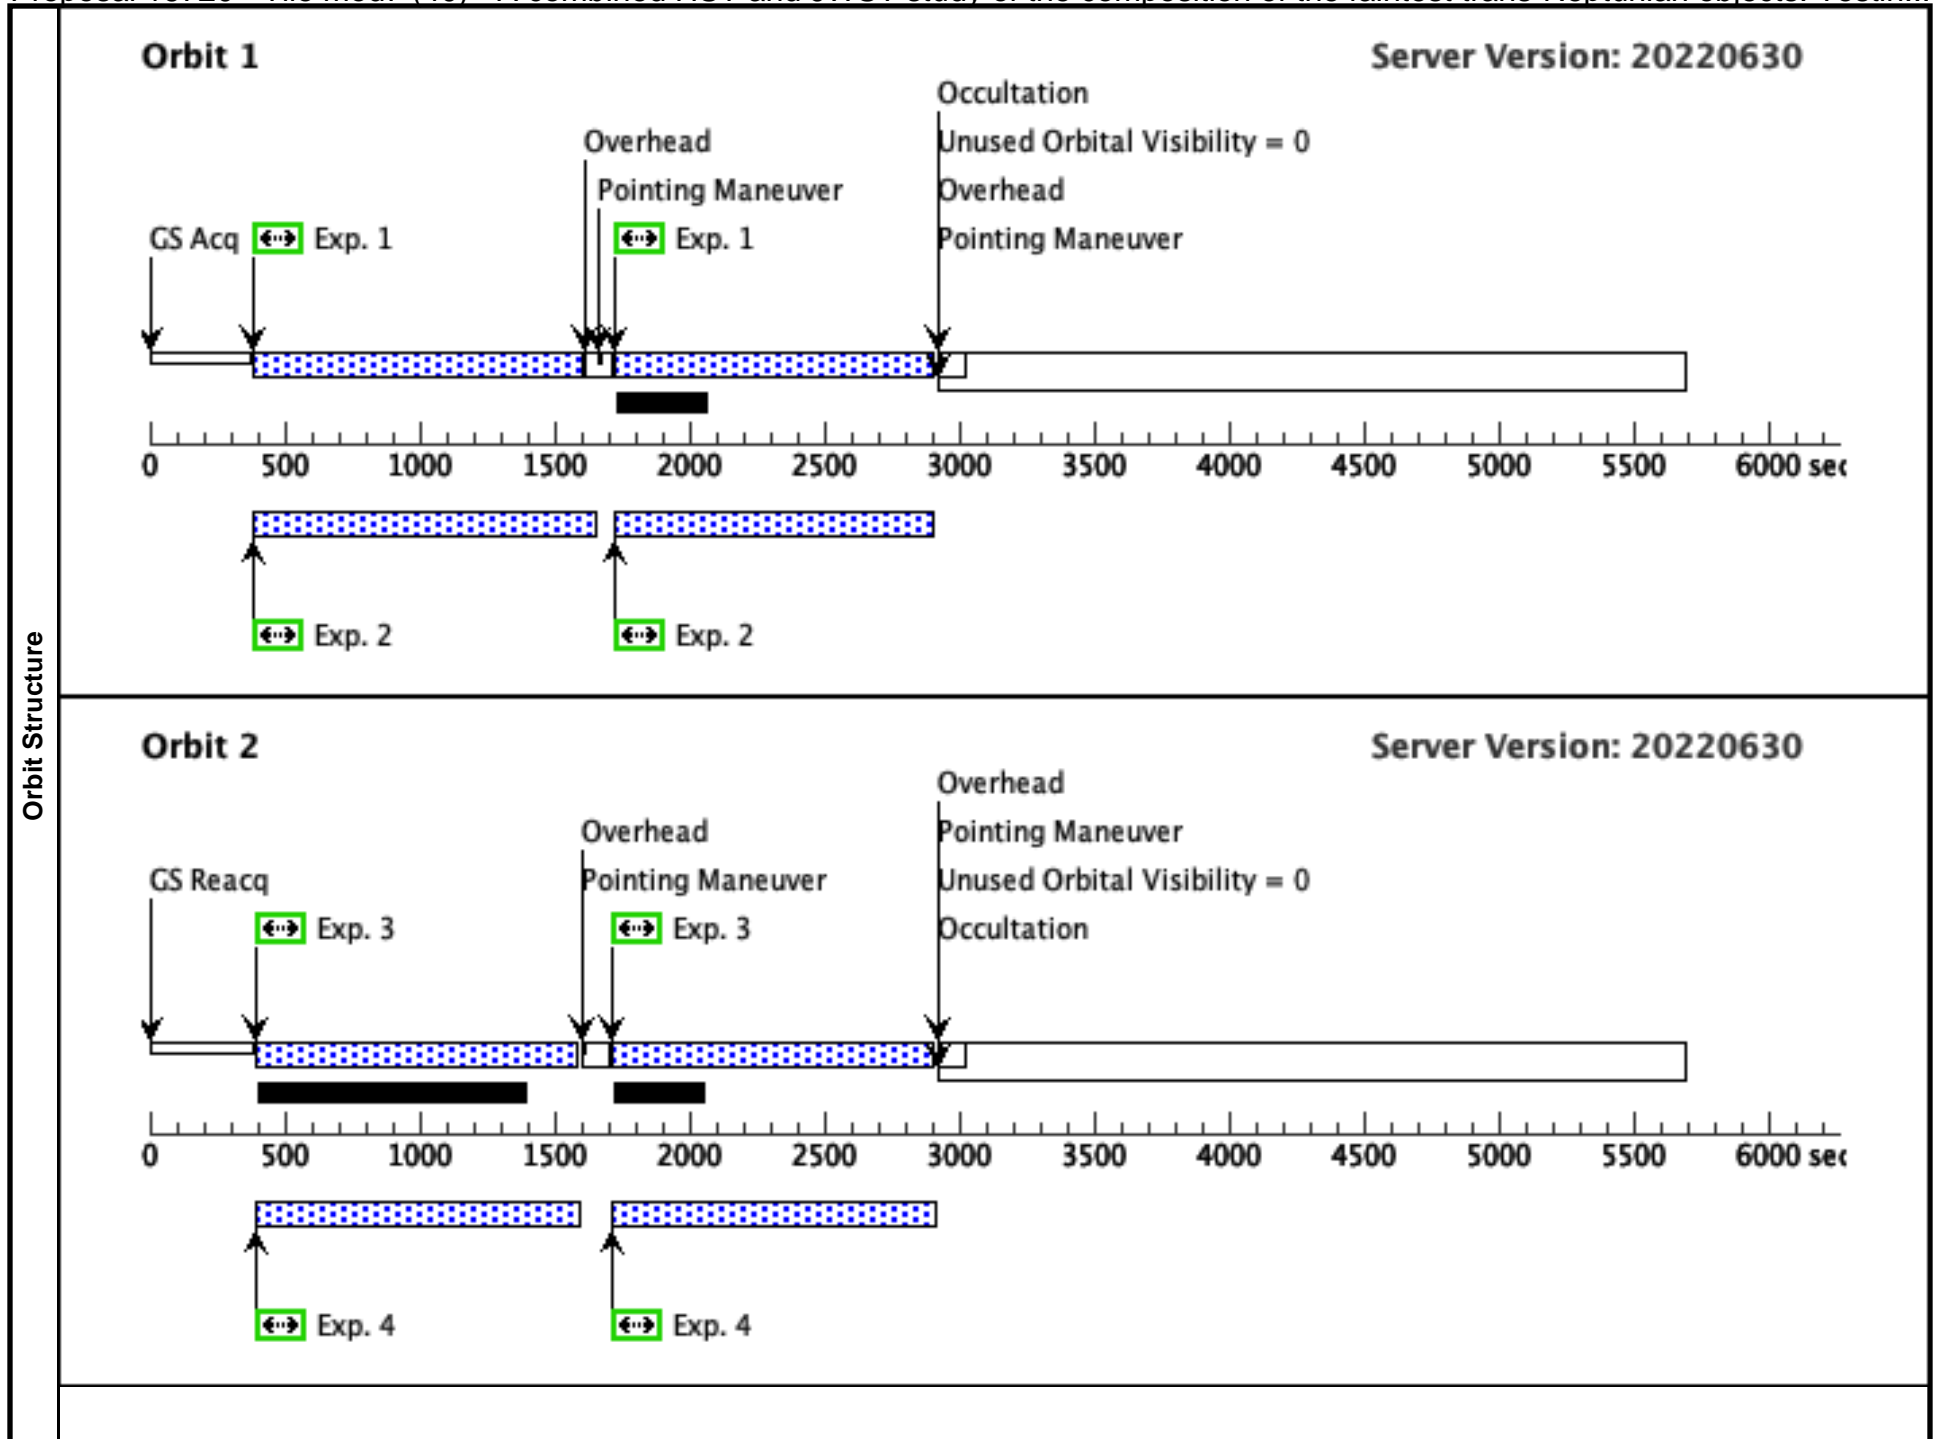 Orbit Structure
Orbit 1
Server Version: 20220630
Occultation
Overhead
Unused Orbital Visibility = 0
Pointing Maneuver
Overhead
GS Acq
Exp. 1
Exp. 1
Pointing Maneuver
0 500 1000 1500 2000 2500 3000 3500 4000 4500 5000 5500 6000
Exp. 2
Exp. 2
Orbit 2
Server Version: 20220630
Overhead
Overhead
Pointing Maneuver
GS Reacq
Pointing Maneuver
Unused Orbital Visibility = 0
Exp. 3
Exp. 3
Occultation
0 500 1000 1500 2000 2500 3000 3500 4000 4500 5000 5500 6000
Exp. 4
Exp. 4